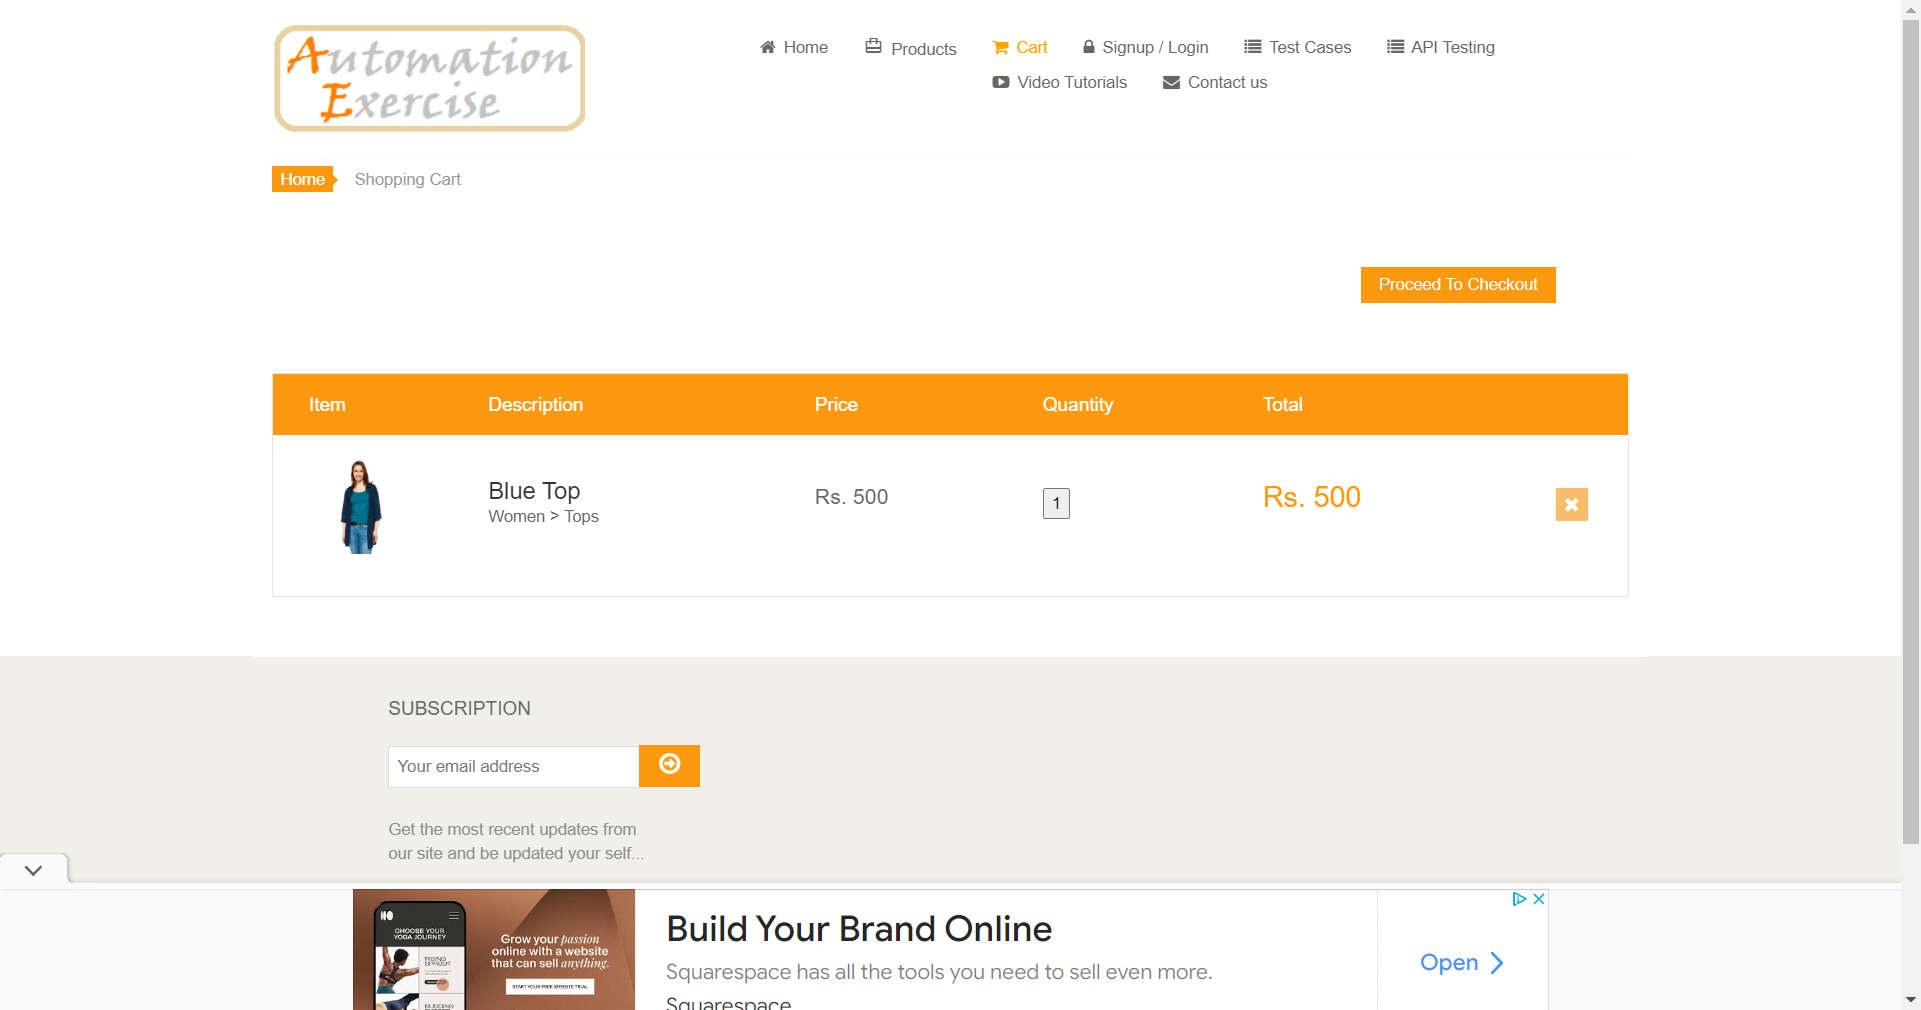 Automation
Exercise
Home
Products
Cart
Signup / Login
Test Cases
API Testing
Video Tutorials
Contact us
Home
Shopping Cart
Proceed To Checkout
Item Description Price Quantity Total
Blue Top
Women > Tops
Rs. 500
1
Rs. 500
SUBSCRIPTION
Your email address
Get the most recent updates from
our site and be updated your self...
CHOOSE YOUR
YOGA JOURNEY
RISING
SPROUT
BUDDING
Grow your passion
online with a website
that can sell anything.
START YOUR FREE WEBSITE TRIAL
Build Your Brand Online
Squarespace has all the tools you need to sell even more.
Squarespace
Open